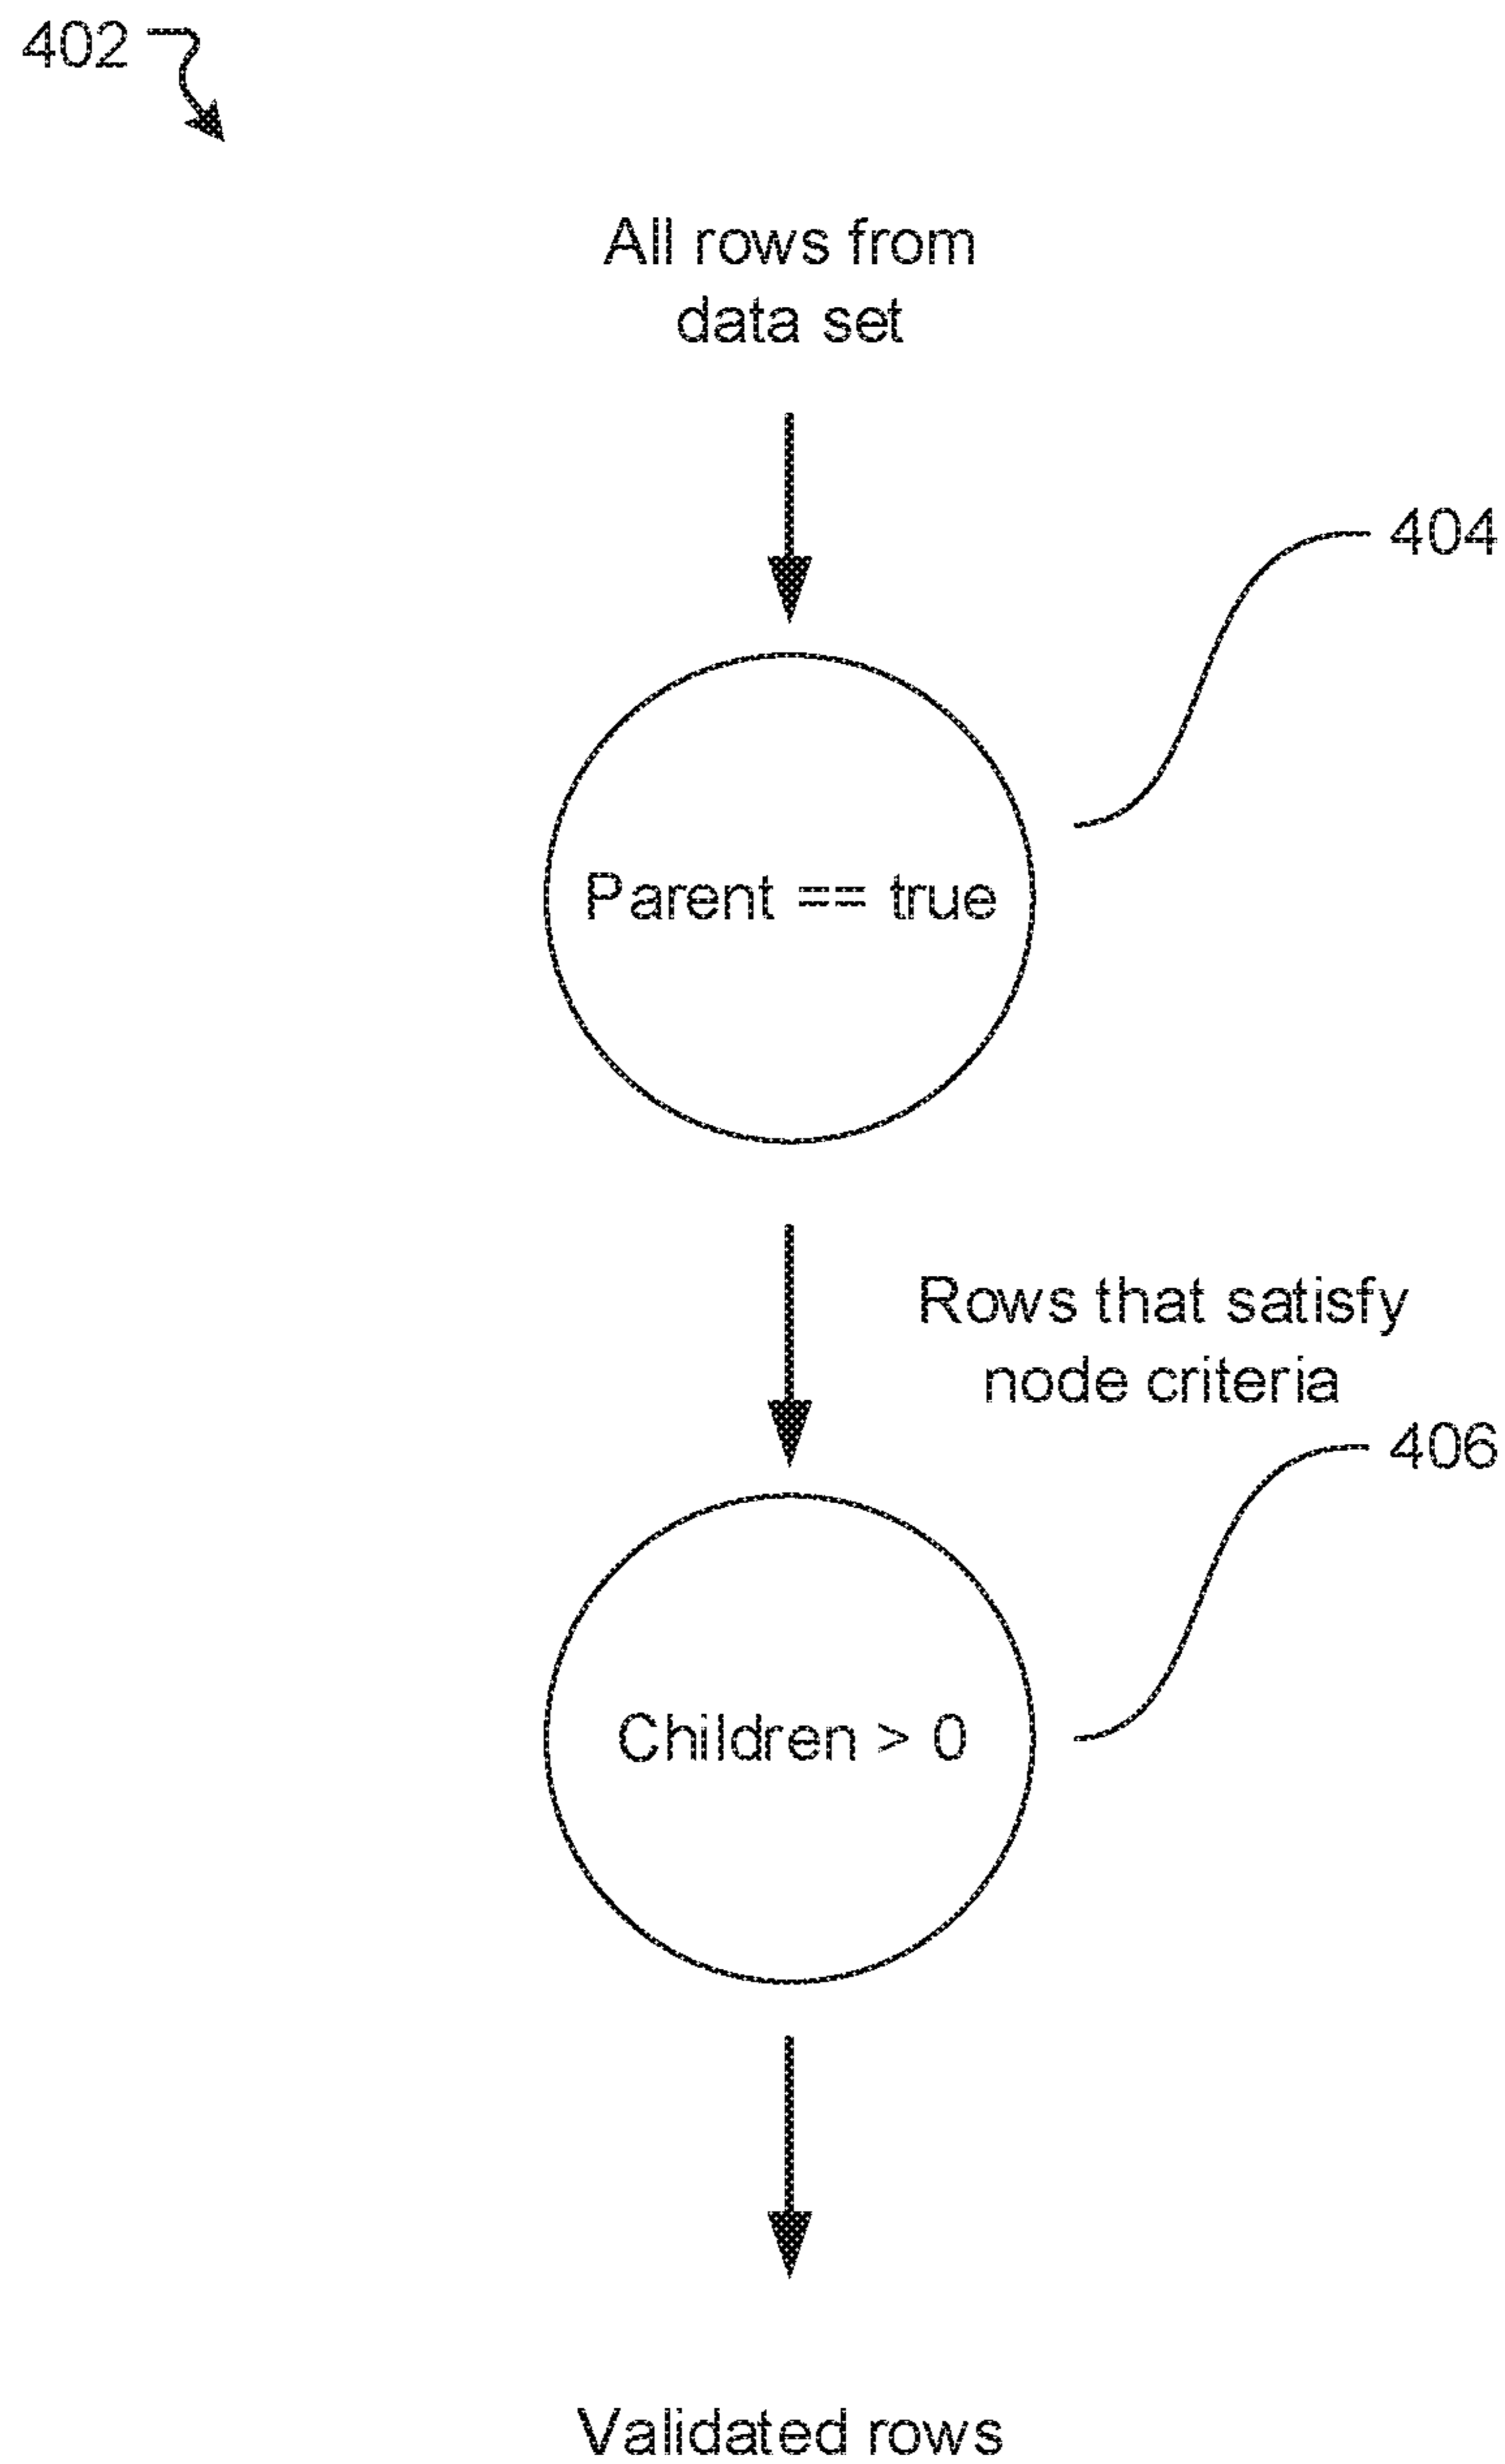 402
All rows from
data set
404
Parent == true
Rows that satisfy
node criteria
406
Children > 0
Validated rows